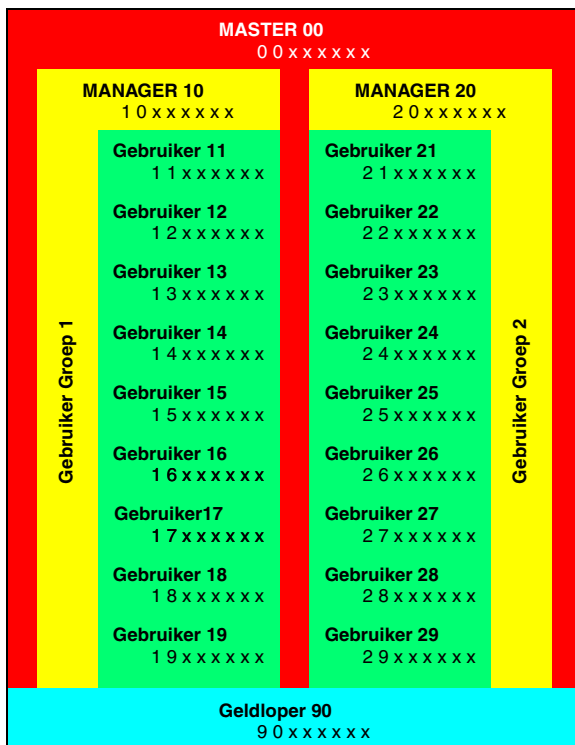 MASTER 00
0 0 x x x x x x
MANAGER 10
1 0 x x x x x x
Gebruiker Groep 1
Gebruiker 11
1 1 x x x x x x
Gebruiker 12
1 2 x x x x x x
Gebruiker 13
1 3 x x x x x x
Gebruiker 14
1 4 x x x x x x
Gebruiker 15
1 5 x x x x x x
Gebruiker 16
1 6 x x x x x x
Gebruiker17
1 7 x x x x x x
Gebruiker 18
1 8 x x x x x x
Gebruiker 19
1 9 x x x x x x
MANAGER 20
2 0 x x x x x x
Gebruiker 21
2 1 x x x x x x
Gebruiker 22
2 2 x x x x x x
Gebruiker 23
2 3 x x x x x x
Gebruiker 24
2 4 x x x x x x
Gebruiker 25
2 5 x x x x x x
Gebruiker 26
2 6 x x x x x x
Gebruiker 27
2 7 x x x x x x
Gebruiker 28
2 8 x x x x x x
Gebruiker 29
2 9 x x x x x x
Gebruiker Groep 2
Geldloper 90
9 0 x x x x x x